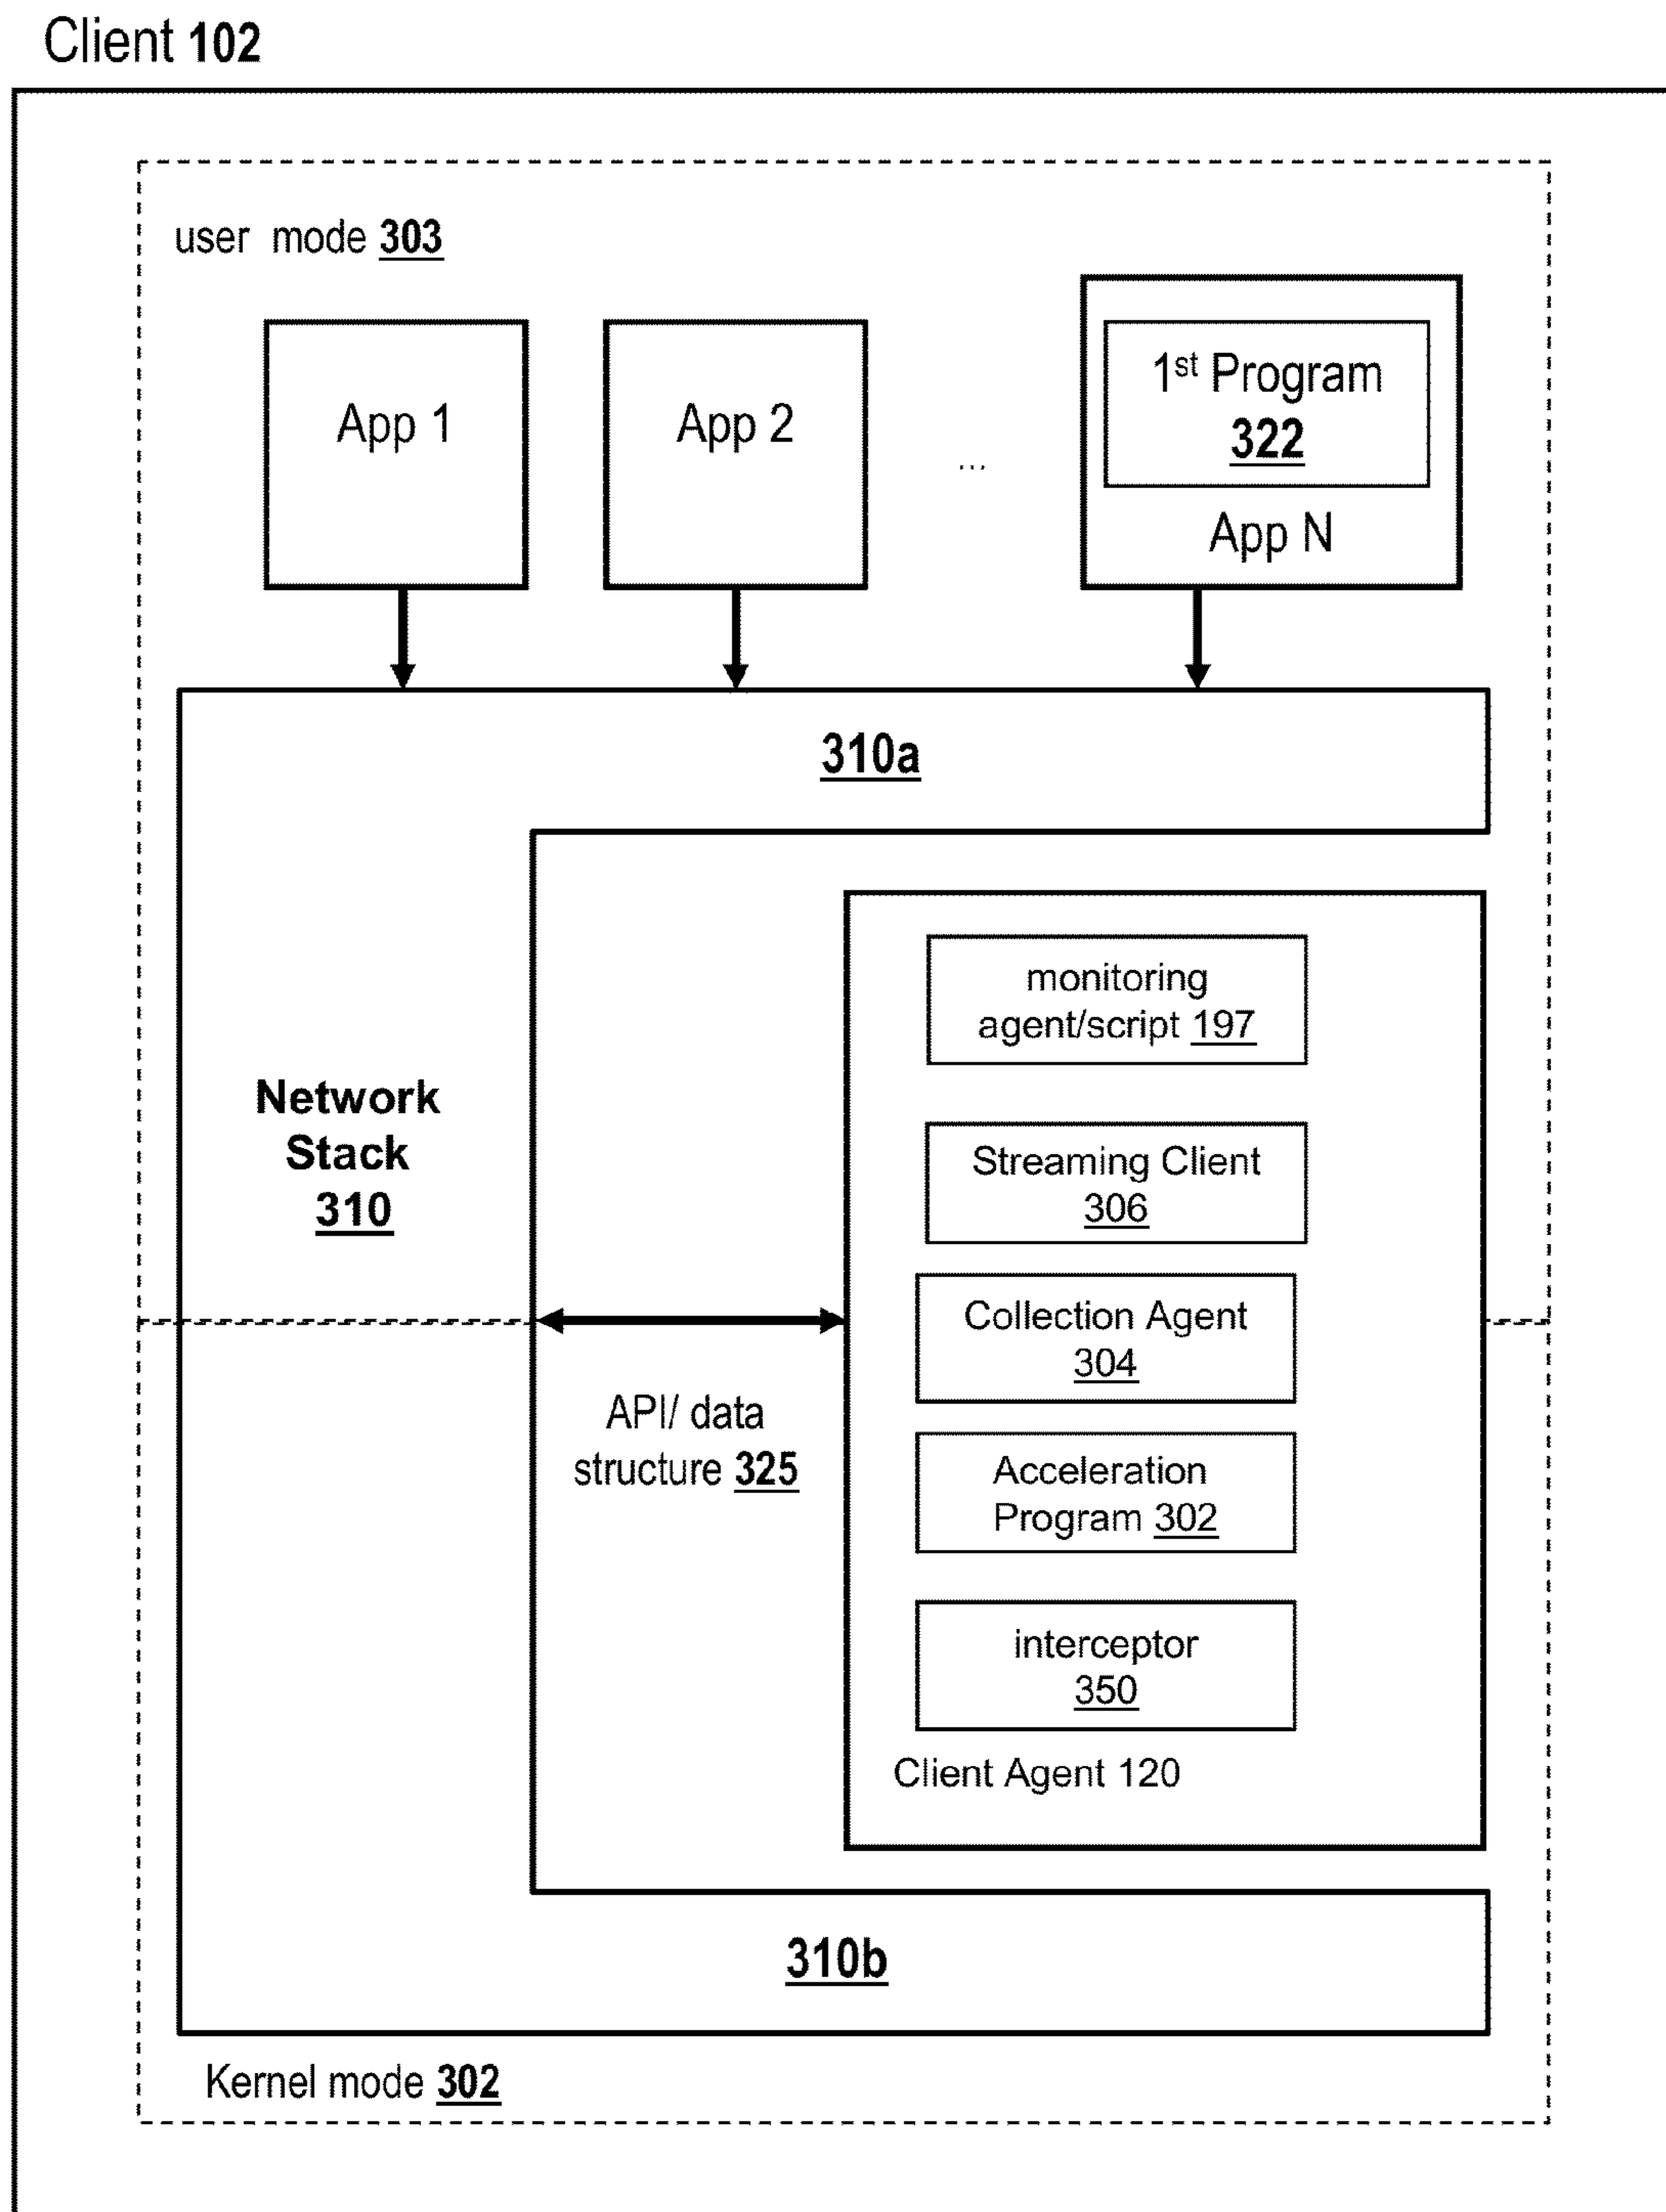 Client 102
user mode 303
App 1
App 2
...
1st Program
322
App N
310a
Network
Stack
310
monitoring
agent/script 197
Streaming Client
306
Collection Agent
304
API/ data
structure 325
Acceleration
Program 302
interceptor
350
Client Agent 120
310b
Kernel mode 302